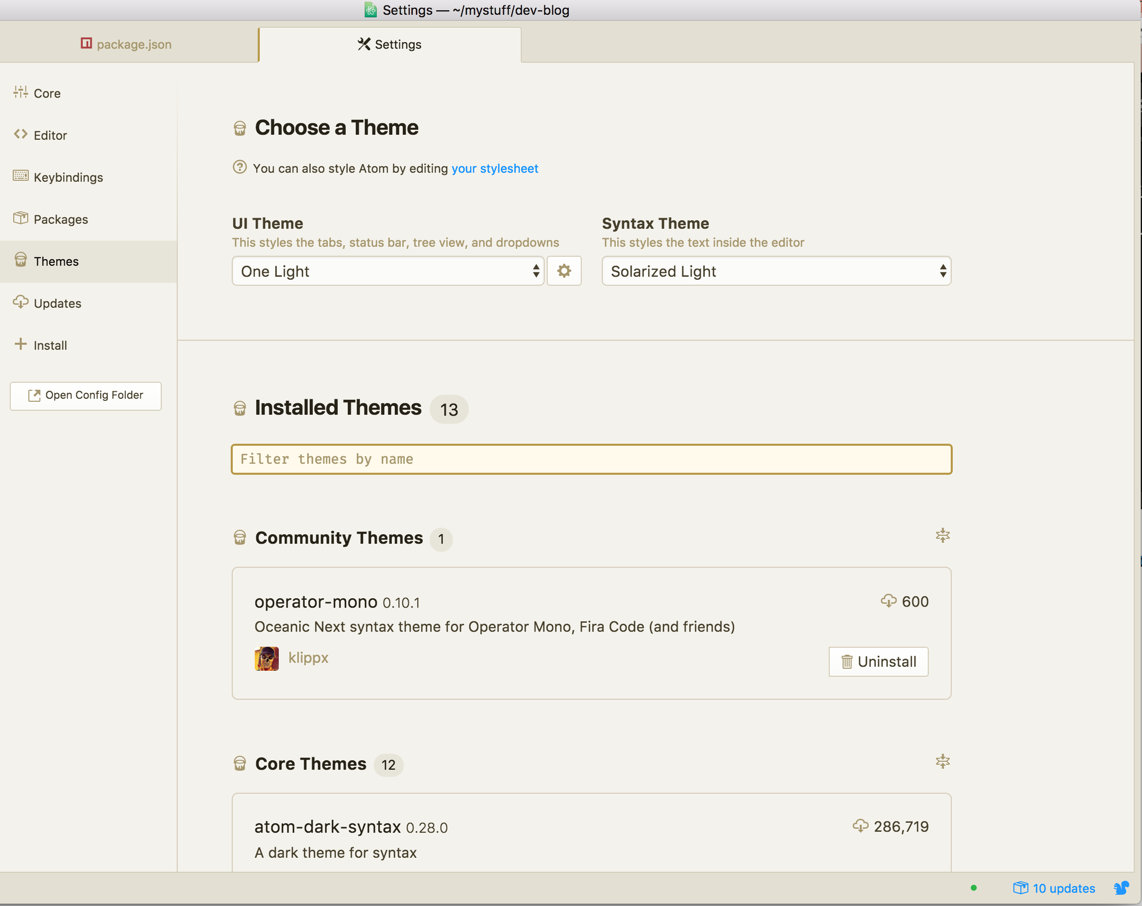 Settings — ~/mystuff/dev-blog
package.json
Settings
Core
Editor
Keybindings
Packages
Themes
Updates
Install
Open Config Folder
Choose a Theme
You can also style Atom by editing your stylesheet
UI Theme
This styles the tabs, status bar, tree view, and dropdowns
One Light
Syntax Theme
This styles the text inside the editor
Solarized Light
Installed Themes 13
Filter themes by name
Community Themes 1
operator-mono 0.10.1
600
Oceanic Next syntax theme for Operator Mono, Fira Code (and friends)
klippx
Uninstall
Core Themes 12
atom-dark-syntax 0.28.0
286,719
A dark theme for syntax
10 updates